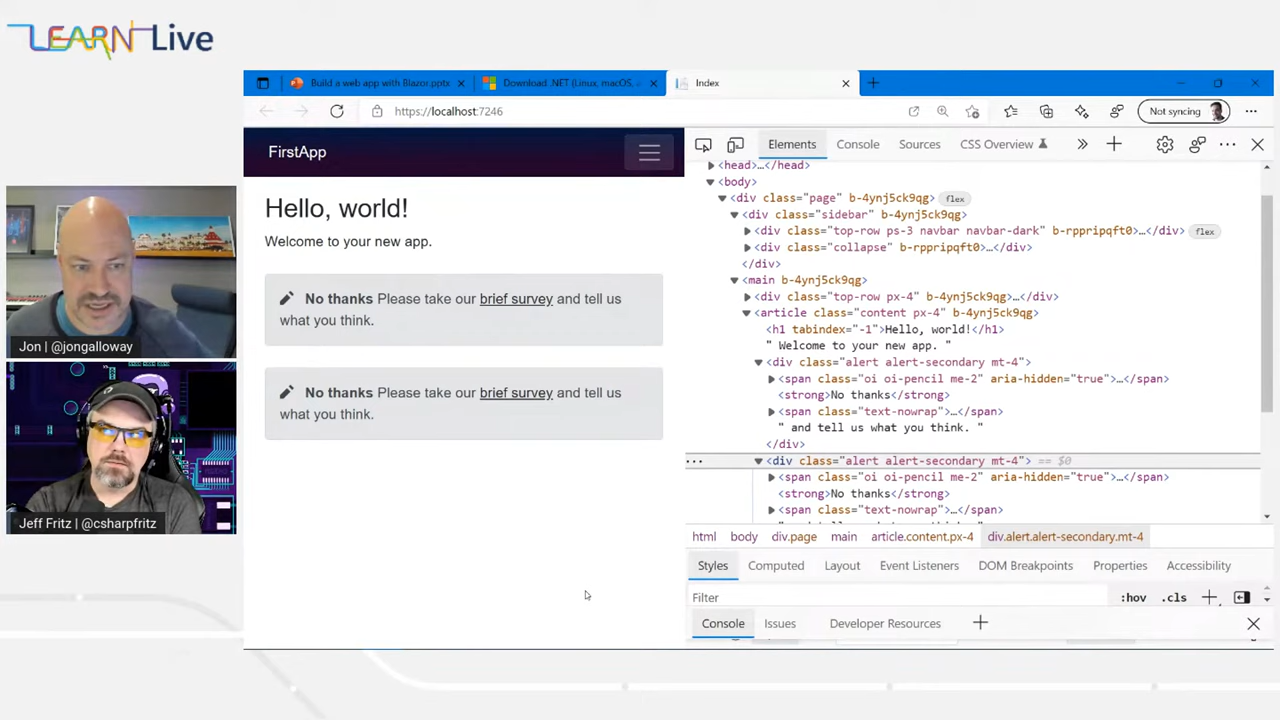 LEARN Live
Build a web app with Blazor.pptx
Download .NET (Linux, macOS,
Index
https://localhost:7246
Not syncing
FirstApp
Hello, world!
Welcome to your new app.
No thanks Please take our brief survey and tell us
what you think.
No thanks Please take our brief survey and tell us
what you think.
Elements
Console
Sources
CSS Overview
<head>…</head>
<body>
<div class="page" b-4ynj5ck9qg> flex
<div class="sidebar" b-4ynj5ck9qg>
<div class="top-row ps-3 navbar navbar-dark" b-rppripqft0>…</div> flex
<div class="collapse" b-rppripqft0>…</div>
</div>
<main b-4ynj5ck9qg>
<div class="top-row px-4" b-4ynj5ck9qg>…</div>
<article class="content px-4" b-4ynj5ck9qg>
<h1 tabindex="-1">Hello, world!</h1>
" Welcome to your new app. "
<div class="alert alert-secondary mt-4">
<span class="oi oi-pencil me-2" aria-hidden="true">…</span>
<strong>No thanks</strong>
<span class="text-nowrap">…</span>
" and tell us what you think. "
</div>
<div class="alert alert-secondary mt-4"> == $0
<span class="oi oi-pencil me-2" aria-hidden="true">…</span>
<strong>No thanks</strong>
<span class="text-nowrap">…</span>
html body div.page main article.content.px-4 div.alert.alert-secondary.mt-4
Styles Computed Layout Event Listeners DOM Breakpoints Properties Accessibility
Filter
:hov .cls
Console Issues Developer Resources
Jon | @jongalloway
Jeff Fritz | @csharpfritz